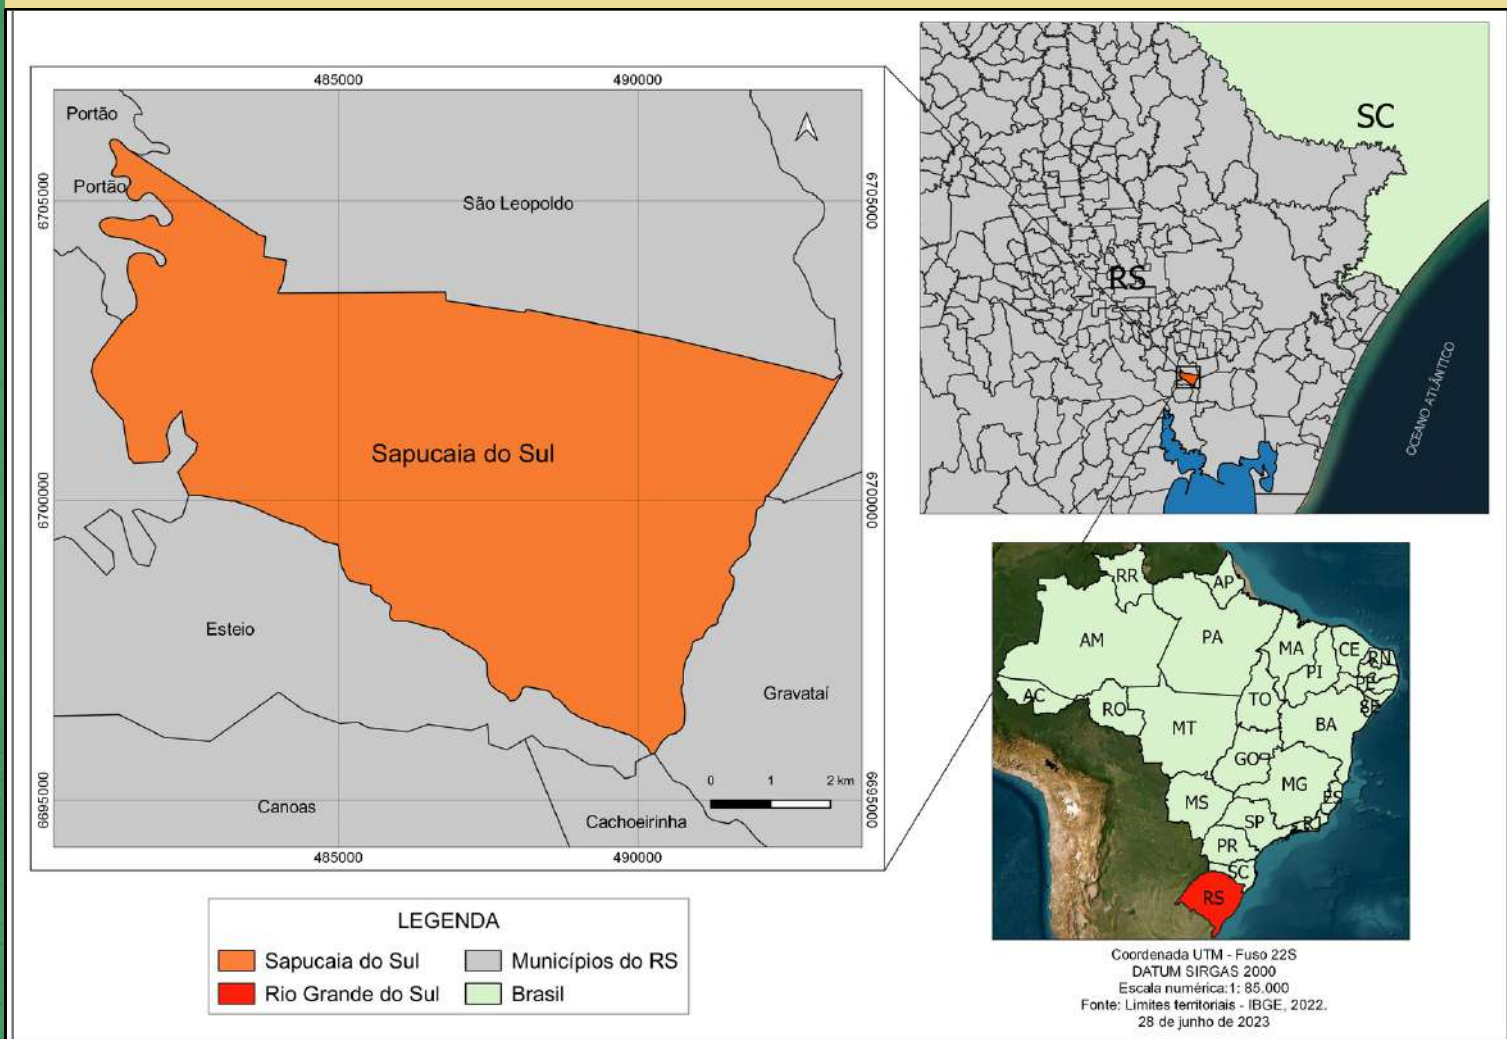 485000
490000
Portão
Portão
São Leopoldo
6705000
6705000
Sapucaia do Sul
6700000
6700000
Esteio
Gravataí
6695000
6695000
Canoas
Cachoeirinha
0 1 2 km
485000
490000
SC
RS
OCEANO ATLÂNTICO
RR
AP
AM
PA
MA
CE
RN
PI
PE
AC
RO
TO
SE
MT
BA
GO
MG
ES
MS
SP
RJ
PR
SC
RS
LEGENDA
Sapucaia do Sul
Municípios do RS
Rio Grande do Sul
Brasil
Coordenada UTM - Fuso 22S
DATUM SIRGAS 2000
Escala numérica:1: 85.000
Fonte: Limites territoriais - IBGE, 2022.
28 de junho de 2023